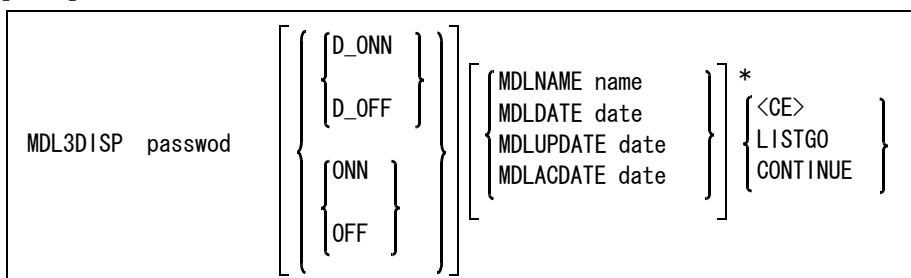 MDL3DISP passwod
D_ONN
D_OFF
ONN
OFF
MDLNAME name
MDLDATE date
MDLUPDATE date
MDLACDATE date
*
<CE>
LISTGO
CONTINUE